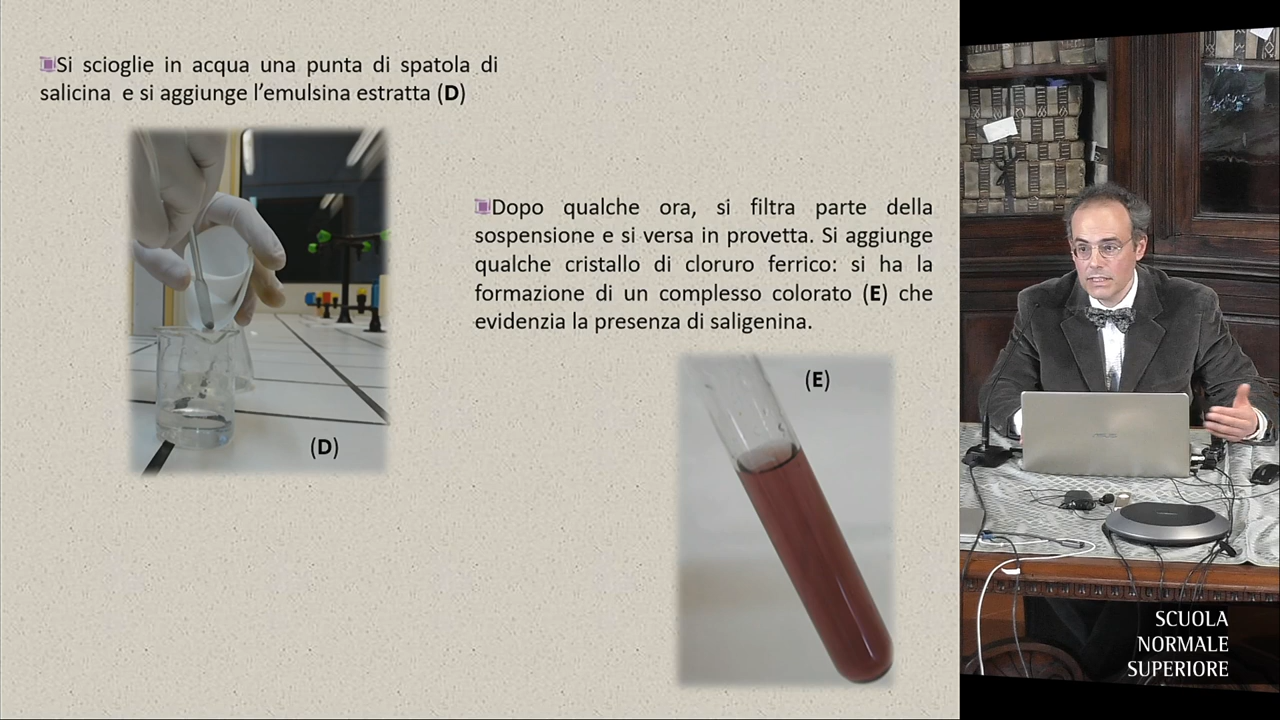 Si scioglie in acqua una punta di spatola di
salicina e si aggiunge l’emulsina estratta (D)
(D)
Dopo qualche ora, si filtra parte della
sospensione e si versa in provetta. Si aggiunge
qualche cristallo di cloruro ferrico: si ha la
formazione di un complesso colorato (E) che
evidenzia la presenza di saligenina.
(E)
SCUOLA
NORMALE
SUPERIORE